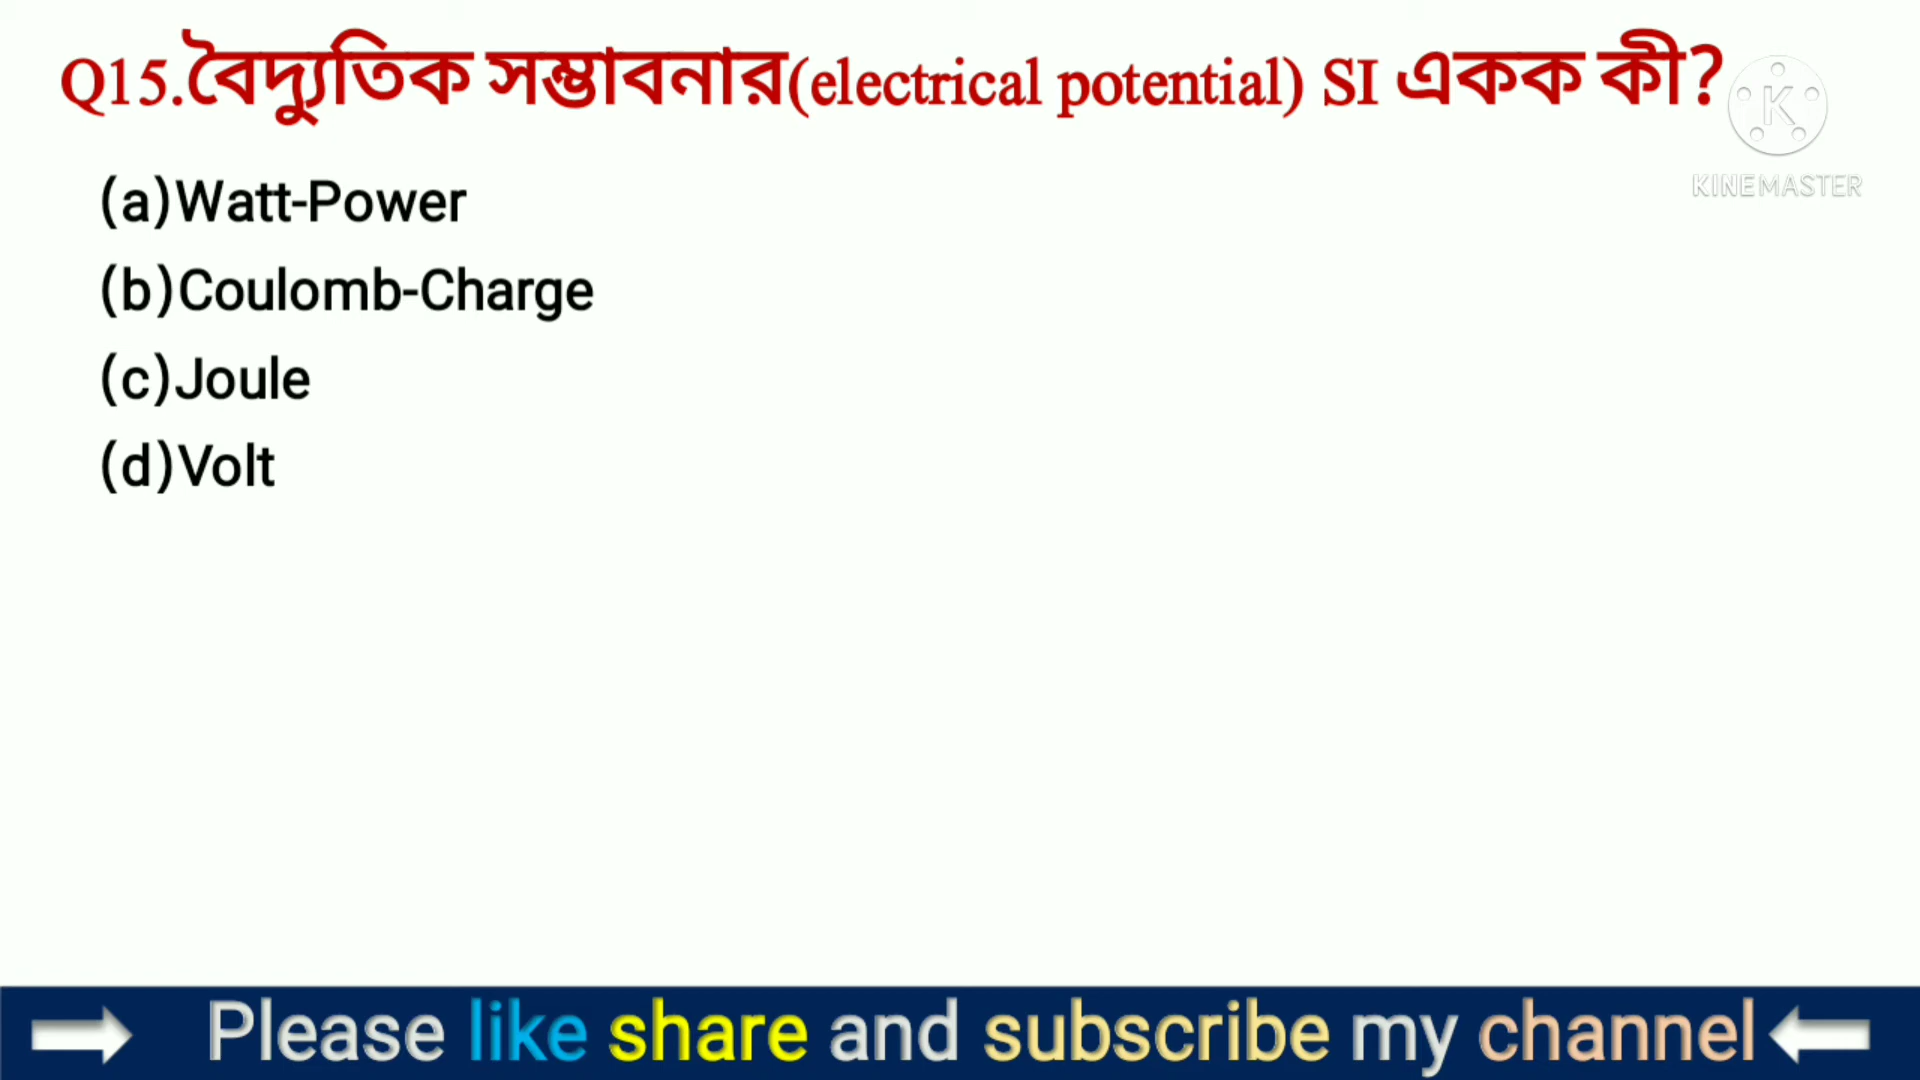 Q15.বৈদ্যুতিক সম্ভাবনার(electrical potential) SI একক কী?
K
KINEMASTER
(a)Watt-Power
(b)Coulomb-Charge
(c)Joule
(d)Volt
Please like share and subscribe my channel